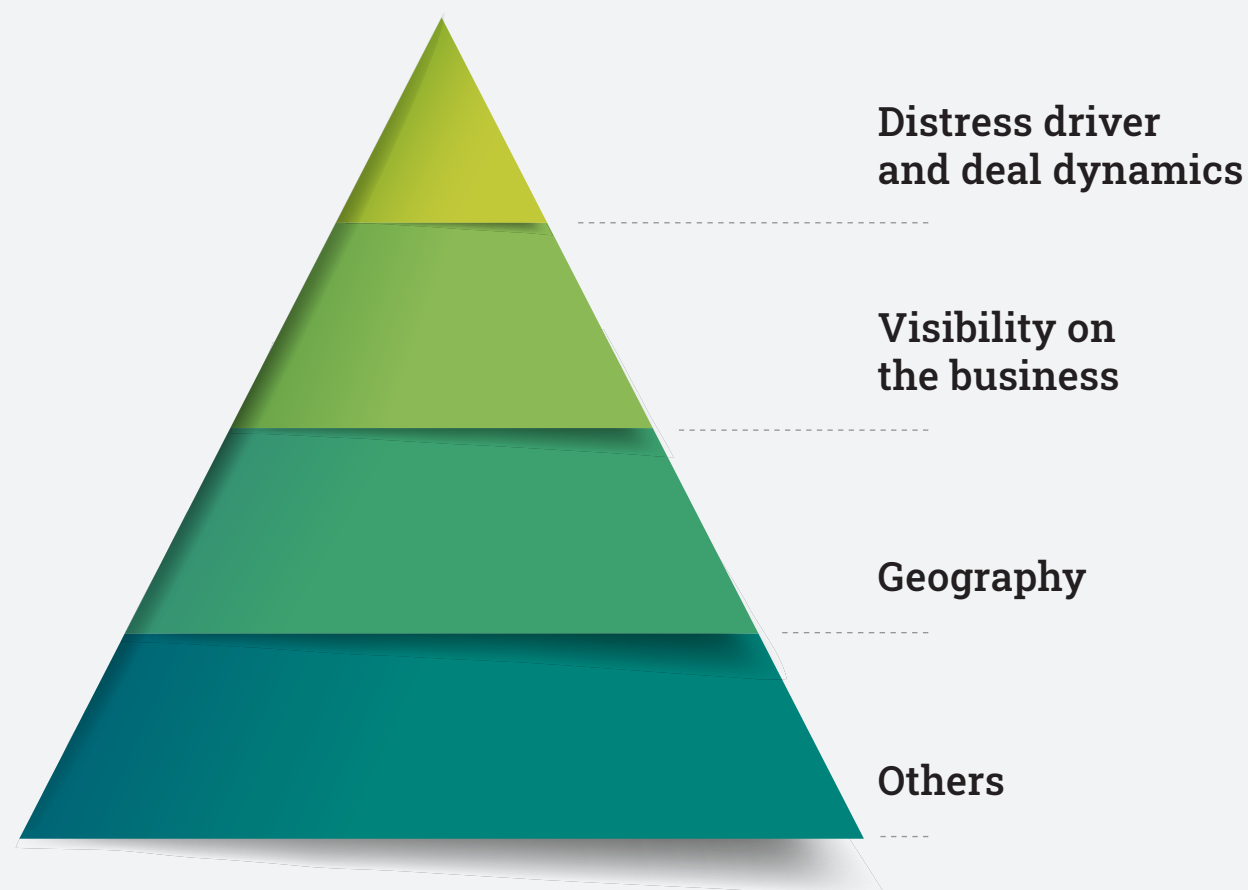 Distress driver
and deal dynamics
Visibility on
the business
Geography
Others